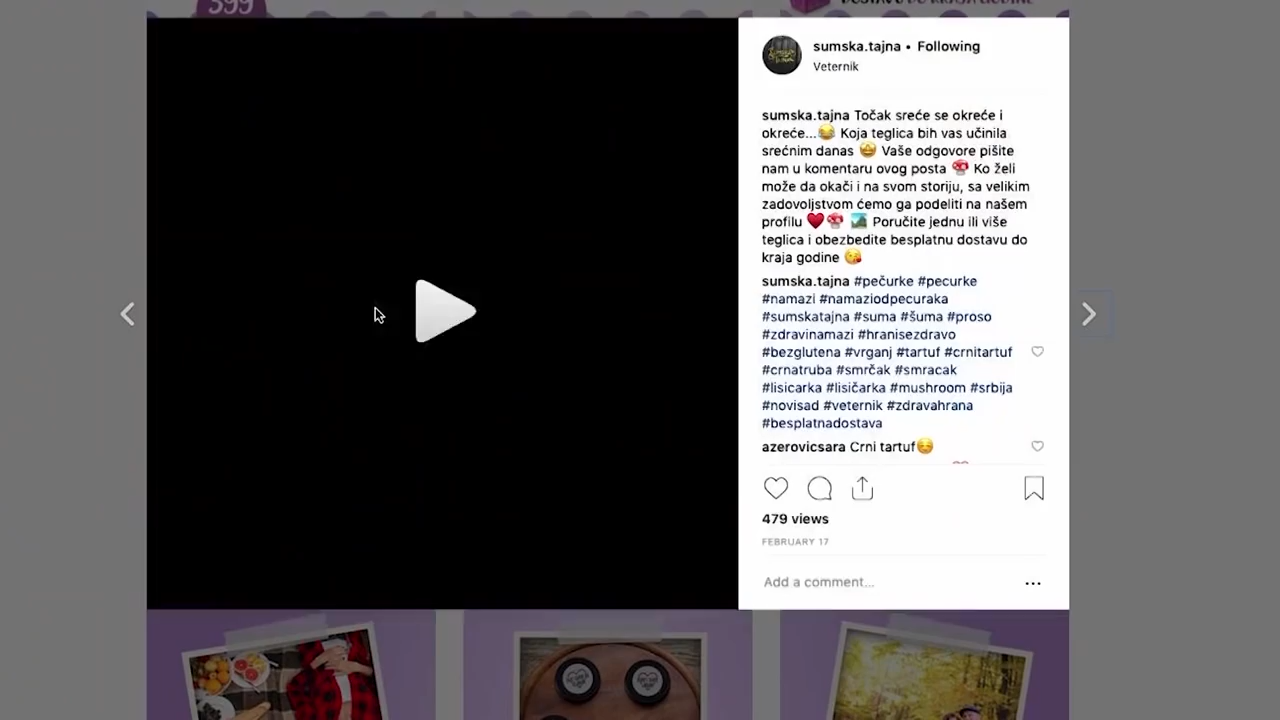 399
sumska.tajna • Following
Veternik
sumska.tajna Točak sreće se okreće i
okreće...😂 Koja teglica bih vas učinila
srećnim danas 🤩 Vaše odgovore pišite
nam u komentaru ovog posta 🍄 Ko želi
može da okači i na svom storiju, sa velikim
zadovoljstvom ćemo ga podeliti na našem
profilu ♥️🍄 🏞️ Poručite jednu ili više
teglica i obezbedite besplatnu dostavu do
kraja godine 😘
sumska.tajna #pečurke #pecurke
#namazi #namaziodpecuraka
#sumskatajna #suma #šuma #proso
#zdravinamazi #hranisezdravo
#bezglutena #vrganj #tartuf #crnitartuf
#crnatruba #smrčak #smracak
#lisicarka #lisičarka #mushroom #srbija
#novisad #veternik #zdravahrana
#besplatnadostava
azerovicsara Crni tartuf☺️
479 views
FEBRUARY 17
Add a comment...